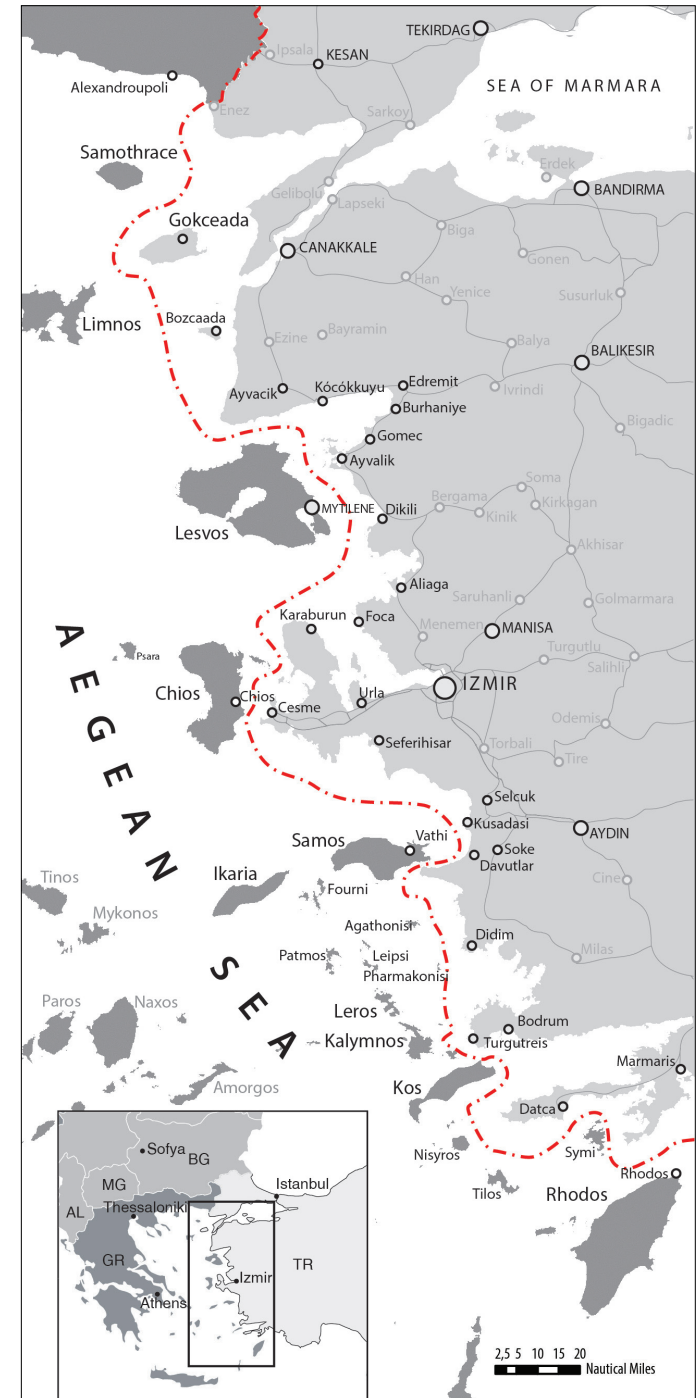 TEKIRDAG
Ipsala
KESAN
Alexandroupoli
SEA OF MARMARA
Enez
Sarkoy
Samothrace
Erdek
BANDIRMA
Gelibolu
Lapseki
Gokceada
Biga
CANAKKALE
Gonen
Han
Yenice
Susurluk
Limnos
Bozcaada
Bayramin
Ezine
Balya
BALIKESIR
Ayvacik
Kócókkuyu
Edremit
Ivrindi
Burhaniye
Bigadic
Gomec
Ayvalik
Soma
Bergama
Kirkagan
MYTILENE
Dikili
Kinik
Lesvos
Akhisar
Aliaga
Saruhanli
Golmarmara
Karaburun
Foca
Menemen
MANISA
AEGEAN SEA
Psara
Turgutlu
Salihli
Chios
Chios
Urla
IZMIR
Cesme
Odemis
Seferihisar
Torbali
Tire
Selcuk
Kusadasi
AYDIN
Samos
Vathi
Soke
Davutlar
Ikaria
Tinos
Fourni
Cine
Mykonos
Agathonisi
Didim
Patmos
Leipsi
Milas
Pharmakonisi
Paros
Naxos
Leros
Bodrum
Kalymnos
Turgutreis
Marmaris
Amorgos
Kos
Datca
Nisyros
Symi
Tilos
Rhodos
Rhodos
Sofya
BG
MG
Istanbul
AL
Thessaloniki
GR
TR
Izmir
Athens
2,5 5 10 15 20
Nautical Miles